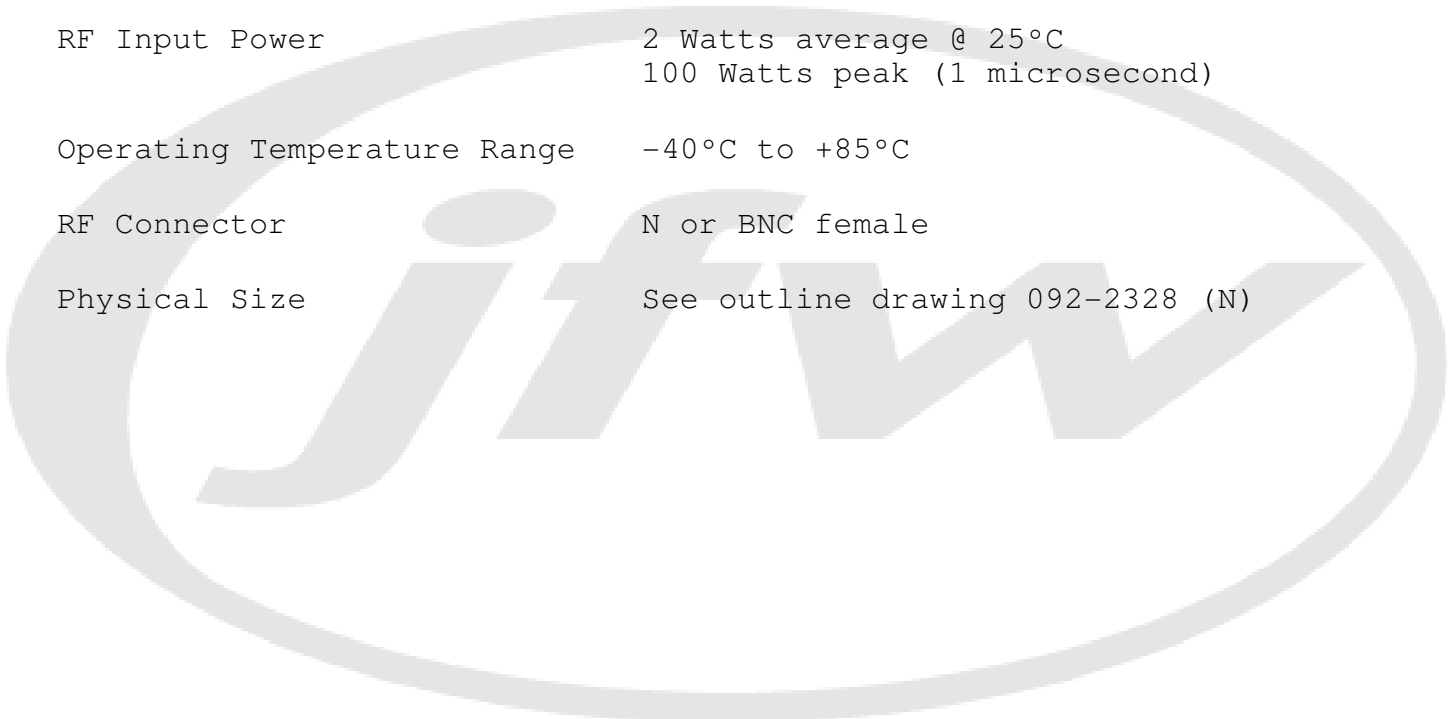 RF Input Power 2 Watts average @ 25°C
100 Watts peak (1 microsecond)
Operating Temperature Range -40°C to +85°C
RF Connector N or BNC female
Physical Size See outline drawing 092-2328 (N)
jfw